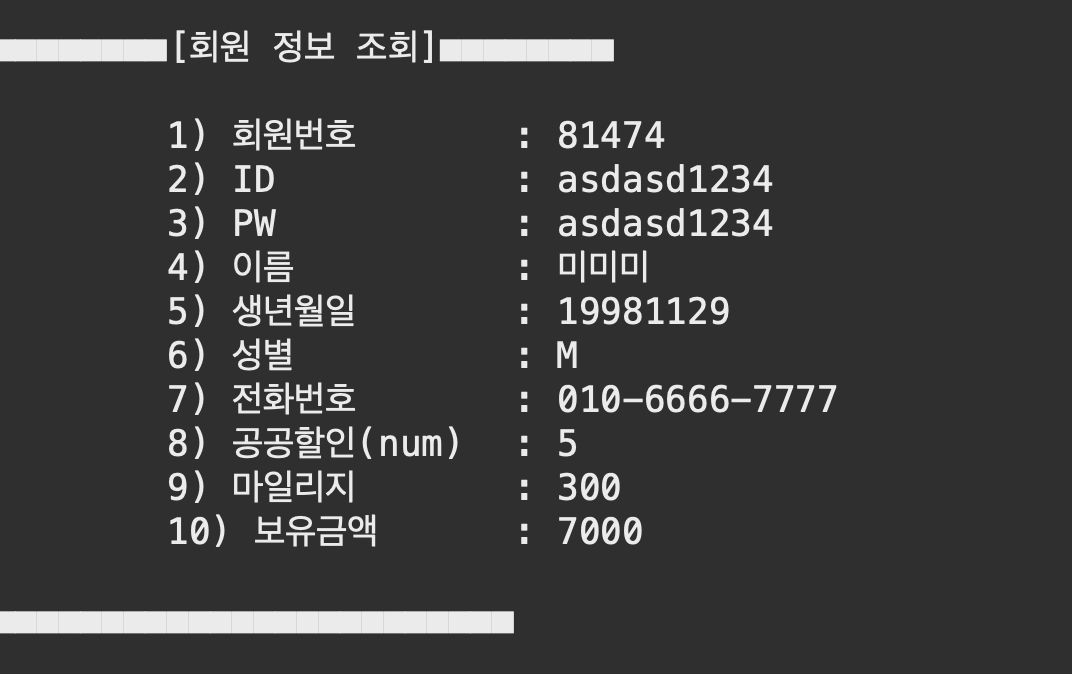 [회원 정보 조회]
1) 회원번호 : 81474
2) ID : asdasd1234
3) PW : asdasd1234
4) 이름 : 미미미
5) 생년월일 : 19981129
6) 성별 : M
7) 전화번호 : 010-6666-7777
8) 공공할인(num) : 5
9) 마일리지 : 300
10) 보유금액 : 7000